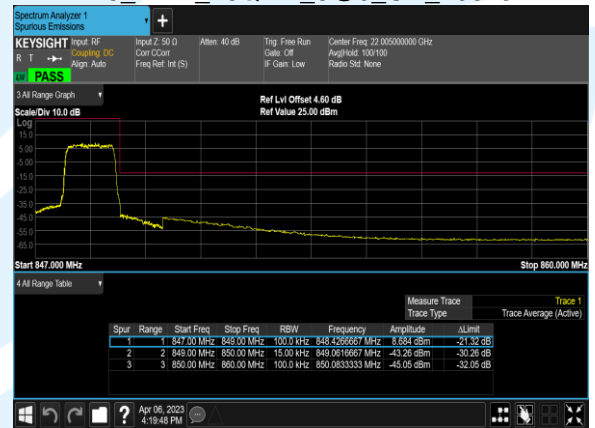 Spectrum Analyzer 1
Spurious Emissions
+
KEYSIGHT Input: RF Input Z: 50 Ω Atten: 40 dB Trig: Free Run Center Freq: 22.005000000 GHz
R T Coupling: DC Corr CCorr Gate: Off Avg|Hold: 100/100
Align: Auto Freq Ref: Int (S) IF Gain: Low Radio Std: None
PASS
3 All Range Graph
Ref Lvl Offset 4.60 dB
Scale/Div 10.0 dB Ref Value 25.00 dBm
Log
15.0
5.00
-5.00
-15.0
-25.0
-35.0
-45.0
-55.0
-65.0
Start 847.000 MHz Stop 860.000 MHz
4 All Range Table
Measure Trace Trace 1
Trace Type Trace Average (Active)
Spur Range Start Freq Stop Freq RBW Frequency Amplitude ΔLimit
1 1 847.00 MHz 849.00 MHz 100.0 kHz 848.4266667 MHz 8.684 dBm -21.32 dB
2 2 849.00 MHz 850.00 MHz 15.00 kHz 849.0616667 MHz -43.26 dBm -30.26 dB
3 3 850.00 MHz 860.00 MHz 100.0 kHz 850.0833333 MHz -45.05 dBm -32.05 dB
? Apr 06, 2023
4:19:48 PM